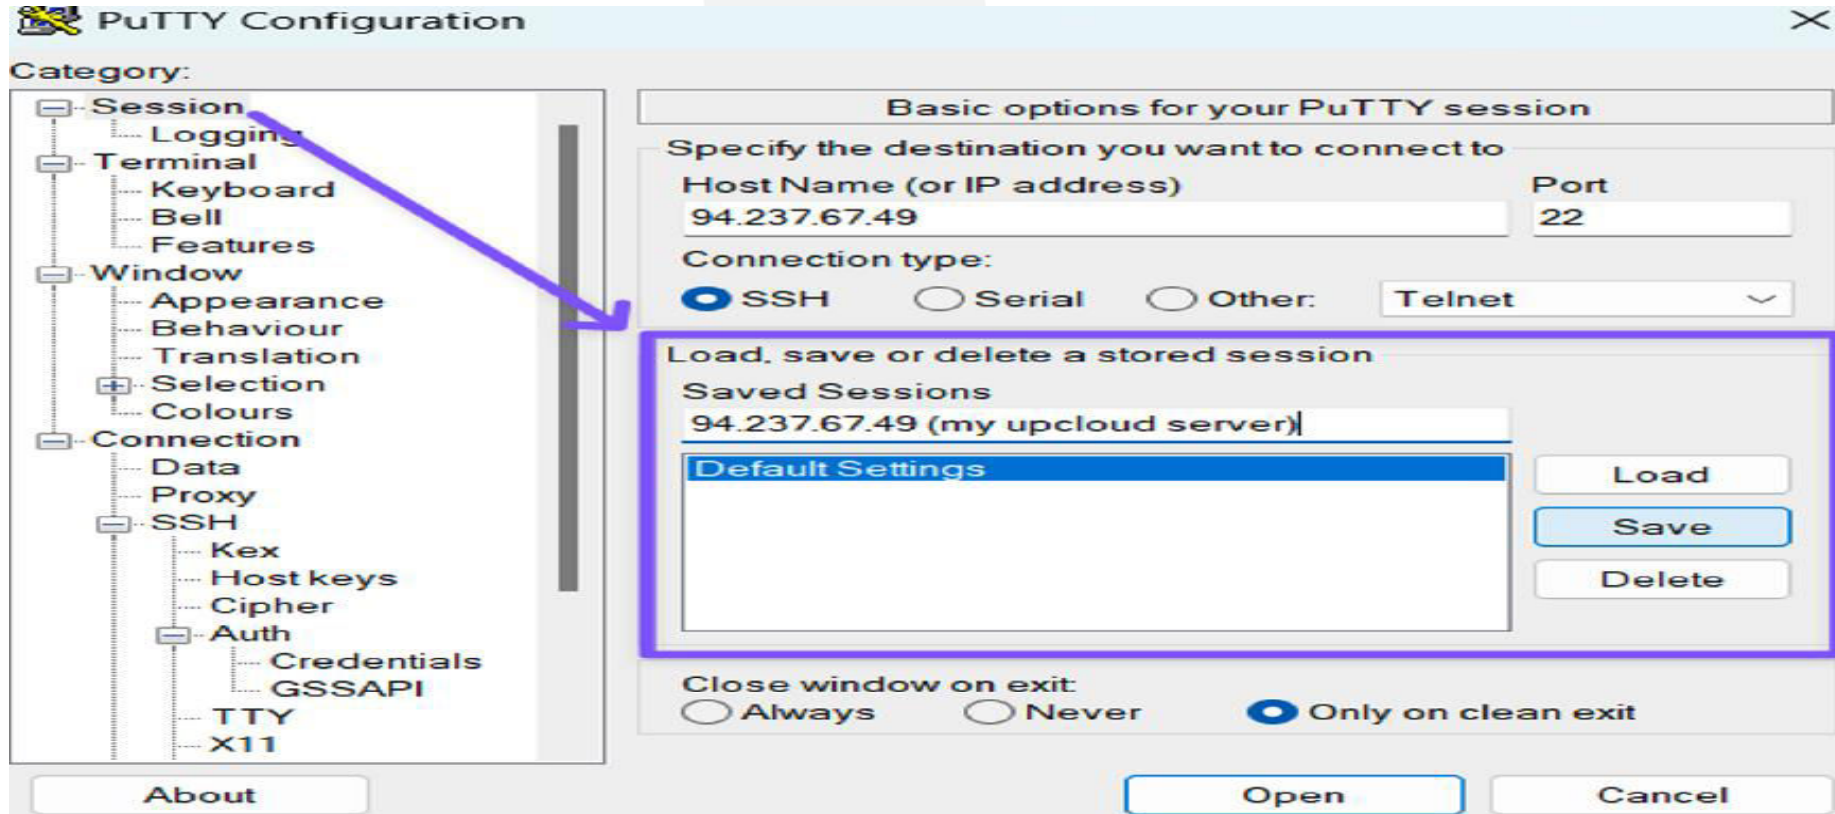 PuTTY Configuration
Category:
Session
Logging
Terminal
Keyboard
Bell
Features
Window
Appearance
Behaviour
Translation
Selection
Colours
Connection
Data
Proxy
SSH
Kex
Host keys
Cipher
Auth
Credentials
GSSAPI
TTY
X11
Basic options for your PuTTY session
Specify the destination you want to connect to
Host Name (or IP address) Port
94.237.67.49 22
Connection type:
SSH Serial Other: Telnet
Load, save or delete a stored session
Saved Sessions
94.237.67.49 (my upcloud server)
Default Settings
Load
Save
Delete
Close window on exit:
Always Never Only on clean exit
About Open Cancel